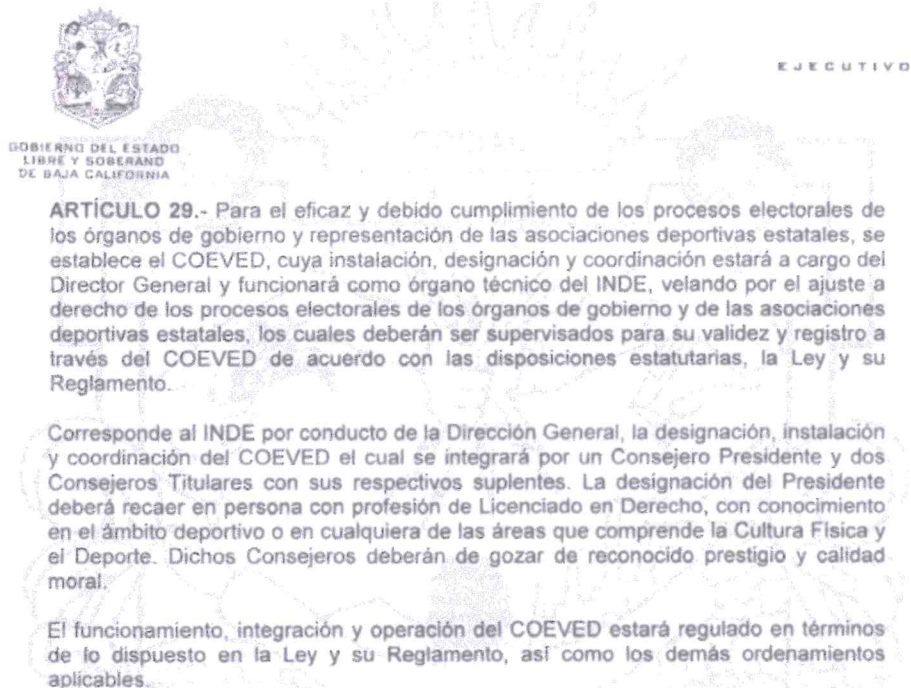 EJECUTIVO
GOBIERNO DEL ESTADO
LIBRE Y SOBERANO
DE BAJA CALIFORNIA
ARTÍCULO 29.- Para el eficaz y debido cumplimiento de los procesos electorales de
los órganos de gobierno y representación de las asociaciones deportivas estatales, se
establece el COEVED, cuya instalación, designación y coordinación estará a cargo del
Director General y funcionará como órgano técnico del INDE, velando por el ajuste a
derecho de los procesos electorales de los órganos de gobierno y de las asociaciones
deportivas estatales, los cuales deberán ser supervisados para su validez y registro a
través del COEVED de acuerdo con las disposiciones estatutarias, la Ley y su
Reglamento.
Corresponde al INDE por conducto de la Dirección General, la designación, instalación
y coordinación del COEVED el cual se integrará por un Consejero Presidente y dos
Consejeros Titulares con sus respectivos suplentes. La designación del Presidente
deberá recaer en persona con profesión de Licenciado en Derecho, con conocimiento
en el ámbito deportivo o en cualquiera de las áreas que comprende la Cultura Física y
el Deporte. Dichos Consejeros deberán de gozar de reconocido prestigio y calidad
moral.
El funcionamiento, integración y operación del COEVED estará regulado en términos
de lo dispuesto en la Ley y su Reglamento, así como los demás ordenamientos
aplicables.